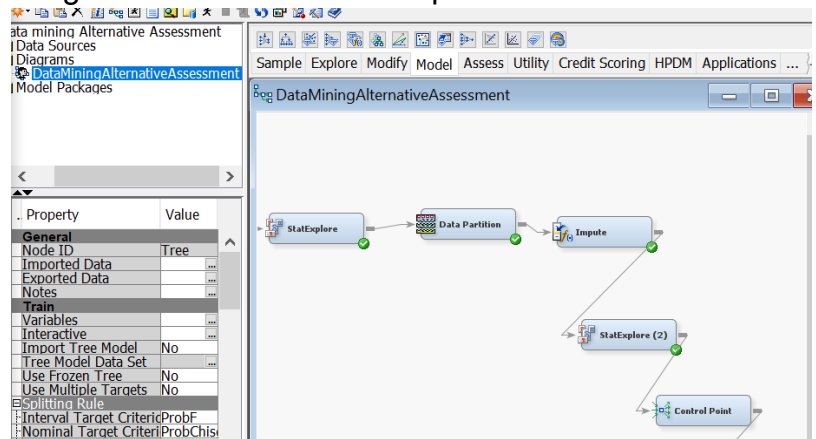 ata mining Alternative Assessment
Data Sources
Diagrams
DataMiningAlternativeAssessment
Model Packages
Sample Explore Modify Model Assess Utility Credit Scoring HPDM Applications ...
DataMiningAlternativeAssessment
StatExplore
Data Partition
Impute
StatExplore (2)
Control Point
. Property Value
General
Node ID Tree
Imported Data ...
Exported Data ...
Notes ...
Train
Variables ...
Interactive ...
Import Tree Model No
Tree Model Data Set ...
Use Frozen Tree No
Use Multiple Targets No
Splitting Rule
Interval Target Criteric ProbF
Nominal Target Criteri ProbChiso